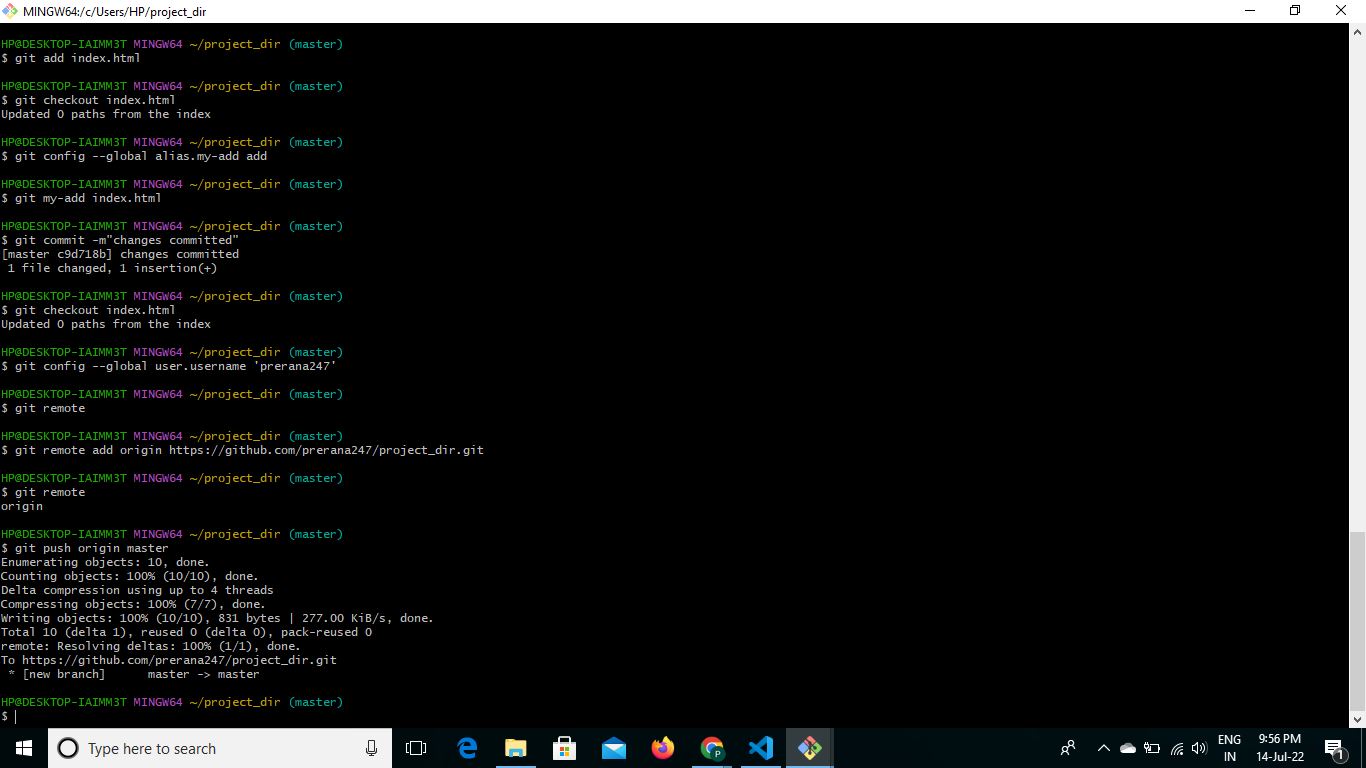 MINGW64:/c/Users/HP/project_dir
HP@DESKTOP-IAIMM3T MINGW64 ~/project_dir (master)
$ git add index.html
HP@DESKTOP-IAIMM3T MINGW64 ~/project_dir (master)
$ git checkout index.html
Updated 0 paths from the index
HP@DESKTOP-IAIMM3T MINGW64 ~/project_dir (master)
$ git config --global alias.my-add add
HP@DESKTOP-IAIMM3T MINGW64 ~/project_dir (master)
$ git my-add index.html
HP@DESKTOP-IAIMM3T MINGW64 ~/project_dir (master)
$ git commit -m"changes committed"
[master c9d718b] changes committed
 1 file changed, 1 insertion(+)
HP@DESKTOP-IAIMM3T MINGW64 ~/project_dir (master)
$ git checkout index.html
Updated 0 paths from the index
HP@DESKTOP-IAIMM3T MINGW64 ~/project_dir (master)
$ git config --global user.username 'prerana247'
HP@DESKTOP-IAIMM3T MINGW64 ~/project_dir (master)
$ git remote
HP@DESKTOP-IAIMM3T MINGW64 ~/project_dir (master)
$ git remote add origin https://github.com/prerana247/project_dir.git
HP@DESKTOP-IAIMM3T MINGW64 ~/project_dir (master)
$ git remote
origin
HP@DESKTOP-IAIMM3T MINGW64 ~/project_dir (master)
$ git push origin master
Enumerating objects: 10, done.
Counting objects: 100% (10/10), done.
Delta compression using up to 4 threads
Compressing objects: 100% (7/7), done.
Writing objects: 100% (10/10), 831 bytes | 277.00 KiB/s, done.
Total 10 (delta 1), reused 0 (delta 0), pack-reused 0
remote: Resolving deltas: 100% (1/1), done.
To https://github.com/prerana247/project_dir.git
 * [new branch]      master -> master
HP@DESKTOP-IAIMM3T MINGW64 ~/project_dir (master)
$
Type here to search
P
ENG
IN
9:56 PM
14-Jul-22
1